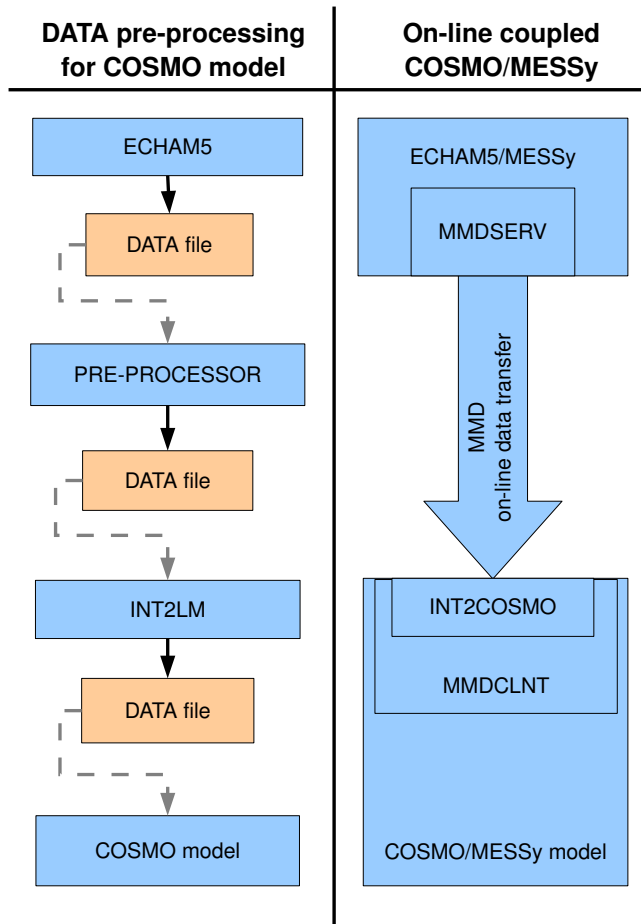 DATA pre-processing
for COSMO model
ECHAM5
DATA file
PRE-PROCESSOR
DATA file
INT2LM
DATA file
COSMO model
On-line coupled
COSMO/MESSy
ECHAM5/MESSy
MMDSERV
MMD
on-line data transfer
INT2COSMO
MMDCLNT
COSMO/MESSy model